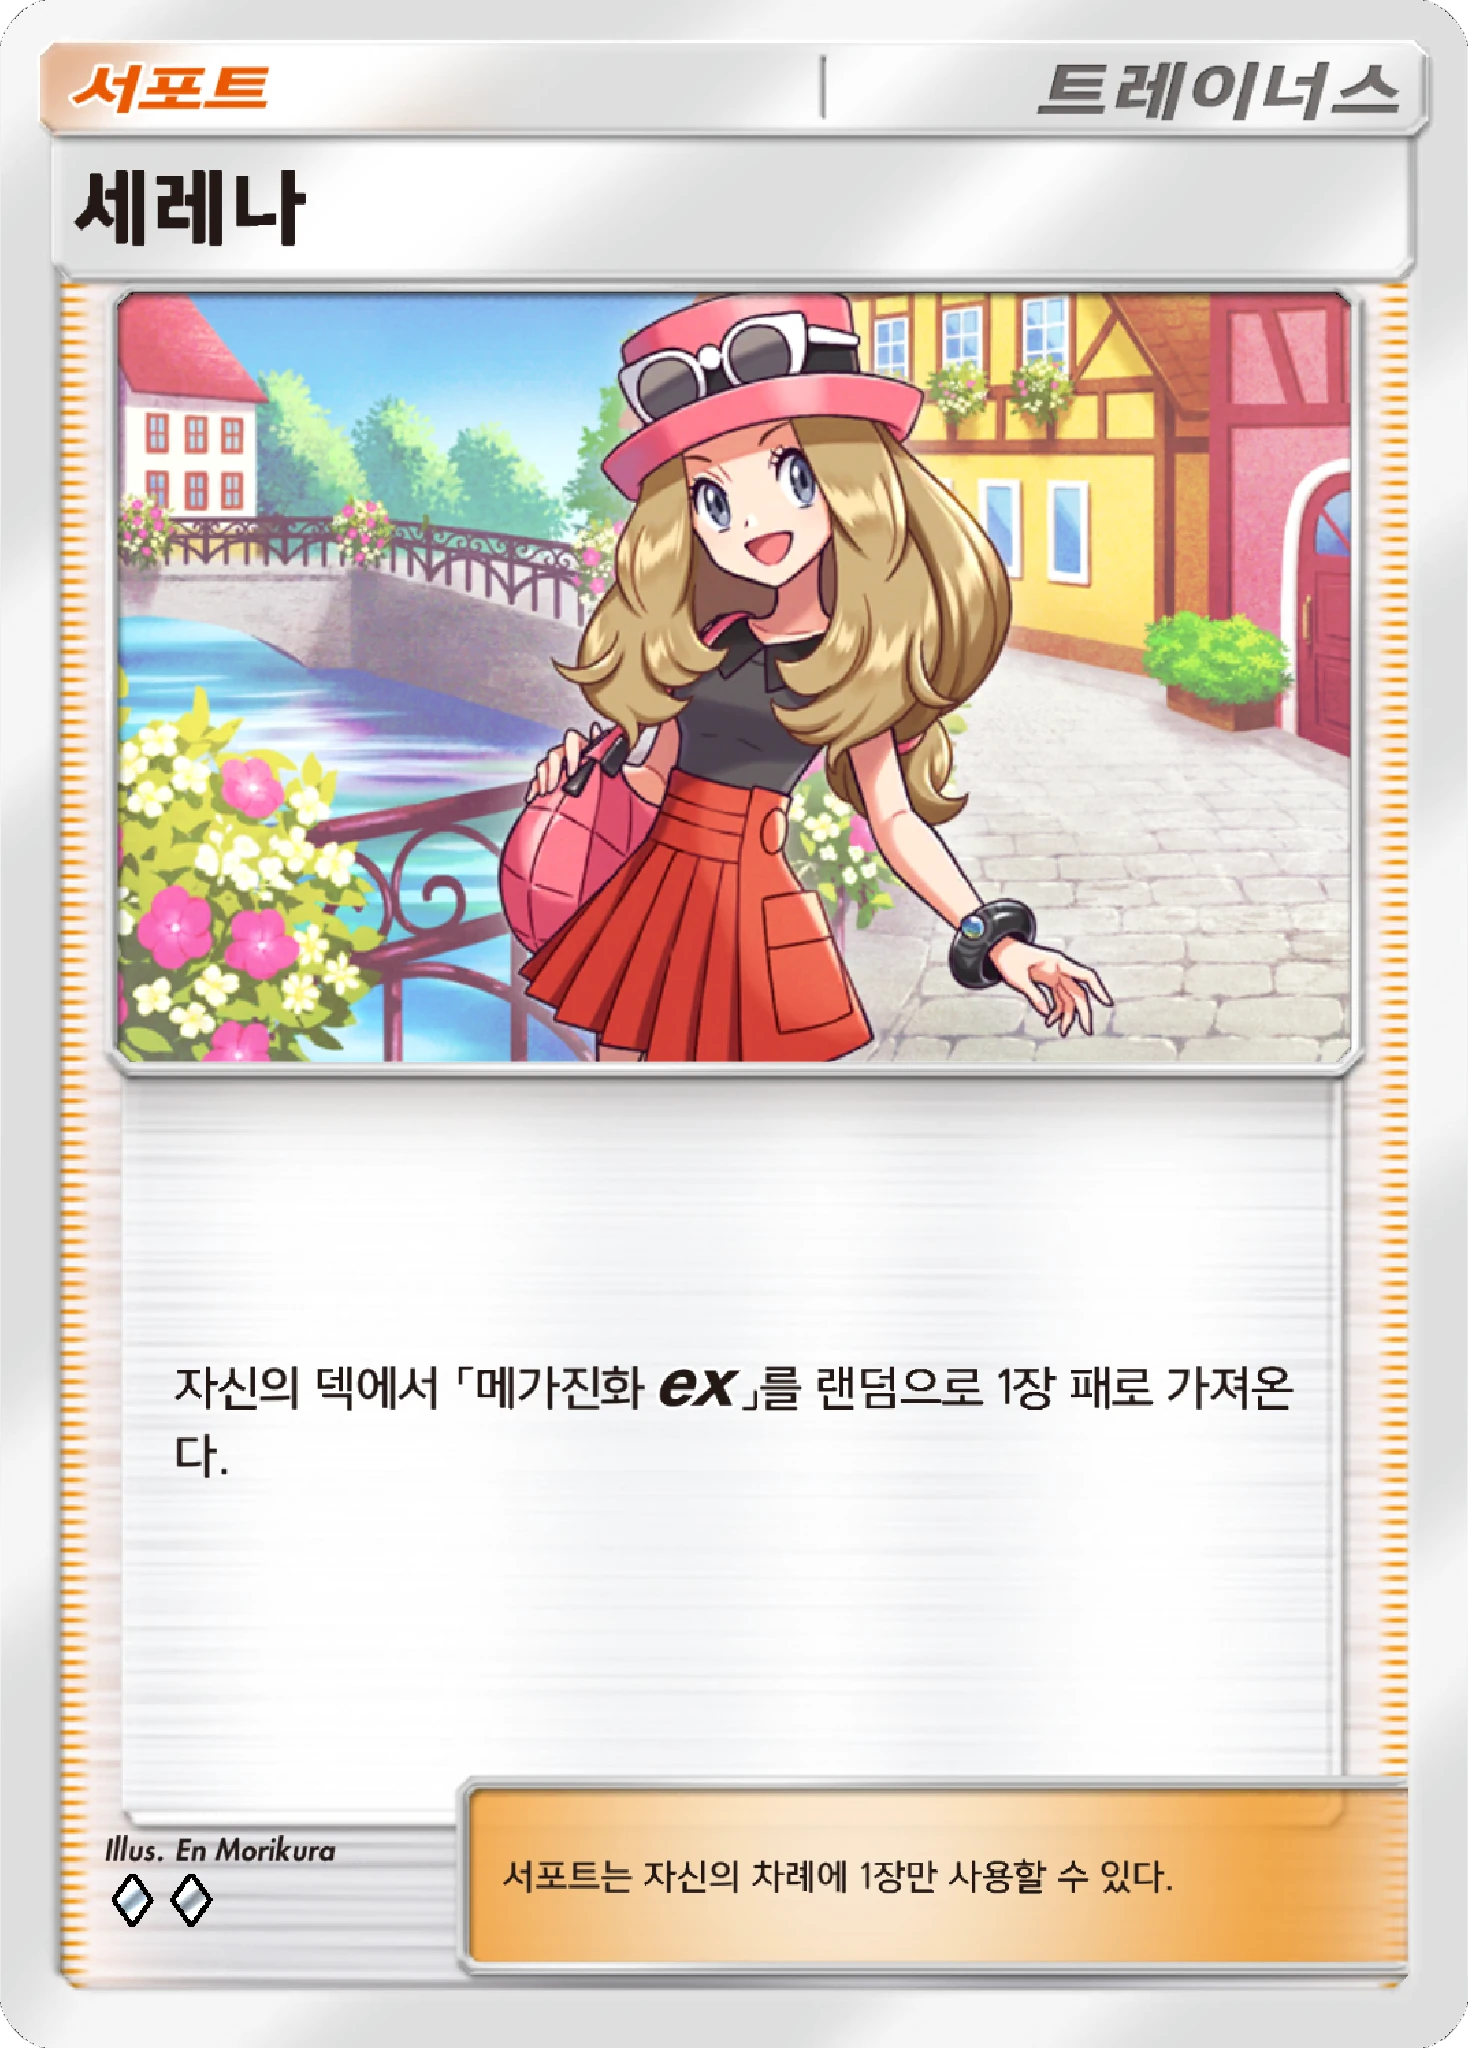 서포트
트레이너스
세레나
자신의 덱에서 「메가진화 ex」를 랜덤으로 1장 패로 가져온
다.
Illus. En Morikura
서포트는 자신의 차례에 1장만 사용할 수 있다.